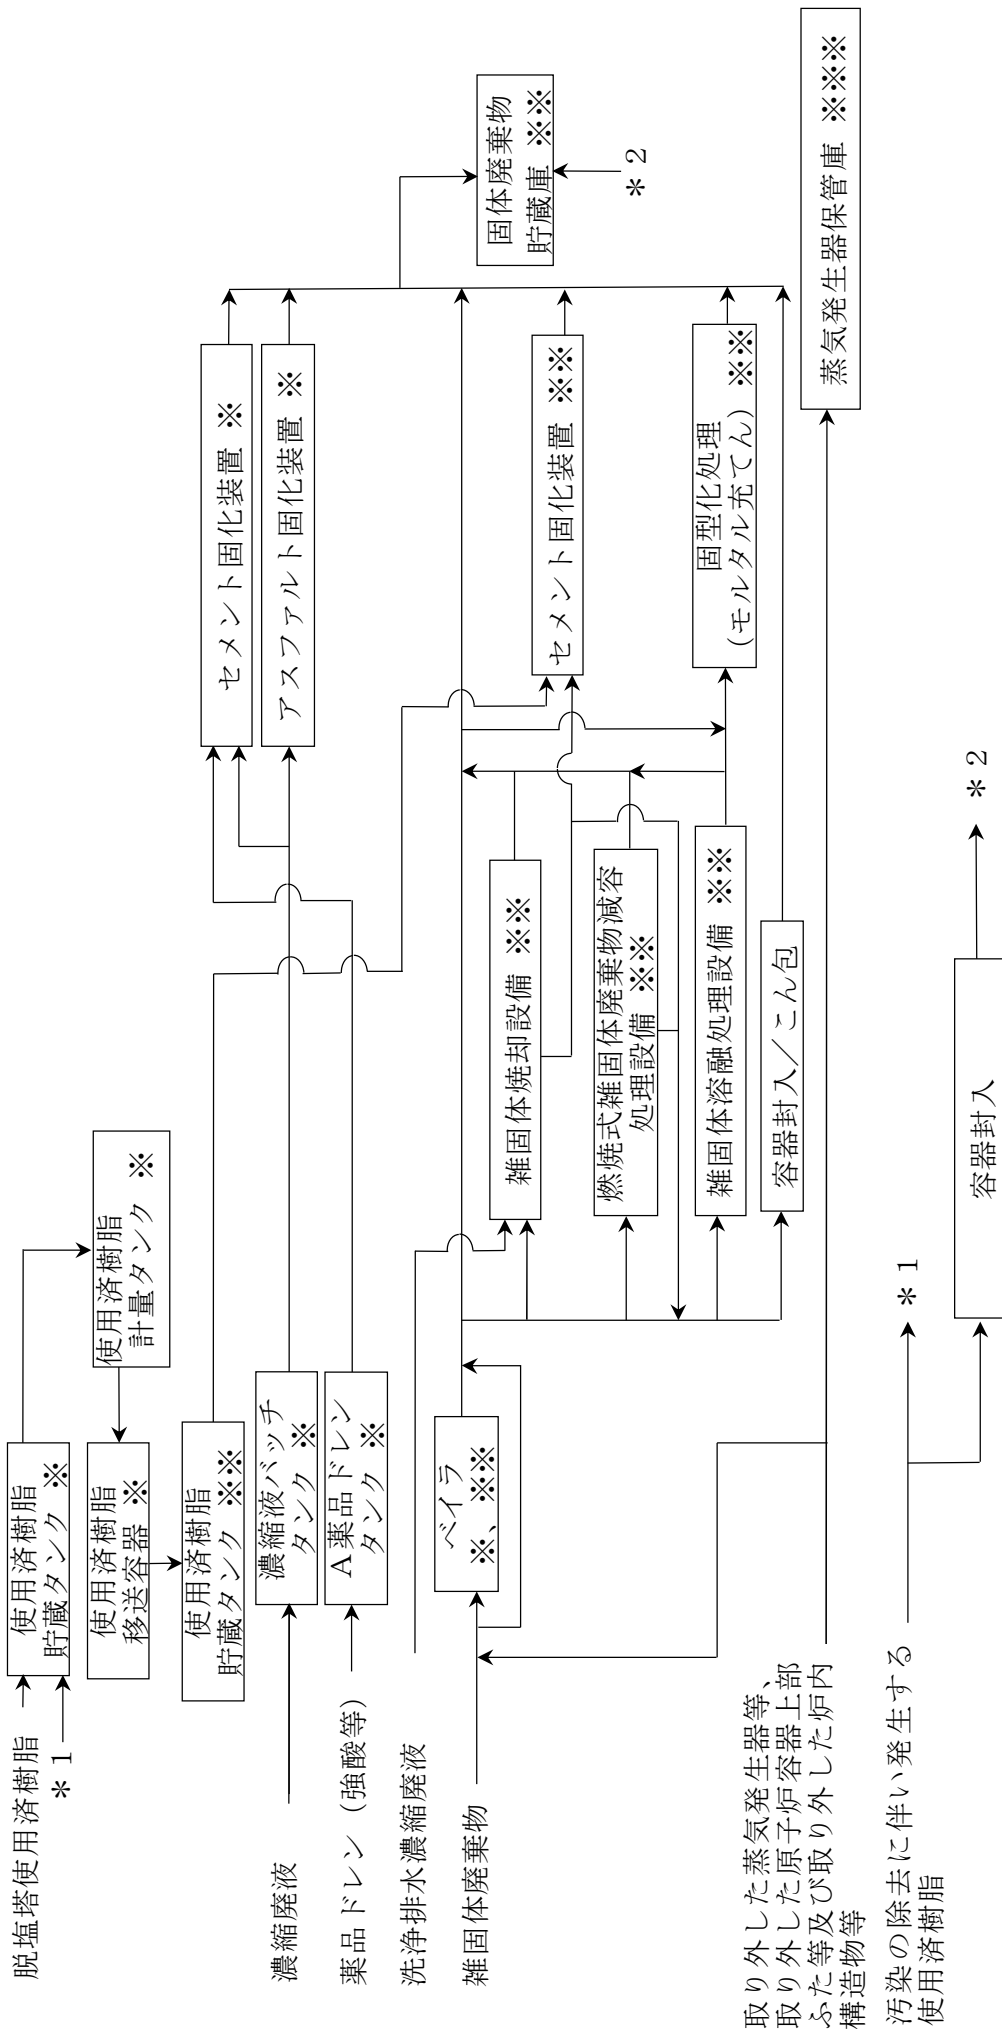 脱塩塔使用済樹脂
＊1
使用済樹脂
貯蔵タンク ※
使用済樹脂
計量タンク ※
使用済樹脂
移送容器 ※
使用済樹脂
貯蔵タンク ※※
濃縮廃液
濃縮液バッチ
タンク ※
セメント固化装置 ※
アスファルト固化装置 ※
薬品ドレン（強酸等）
A薬品ドレン
タンク ※
洗浄排水濃縮廃液
雑固体廃棄物
ベイラ
※、※※
雑固体焼却設備 ※※
燃焼式雑固体廃棄物減容
処理設備 ※※
雑固体溶融処理設備 ※※
容器封入／こん包
セメント固化装置 ※※
固型化処理
（モルタル充てん） ※※
固体廃棄物
貯蔵庫 ※※
＊2
取り外した蒸気発生器等、
取り外した原子炉容器上部
ふた等及び取り外した炉内
構造物等
蒸気発生器保管庫 ※※※
汚染の除去に伴い発生する
使用済樹脂
＊1
容器封入
＊2